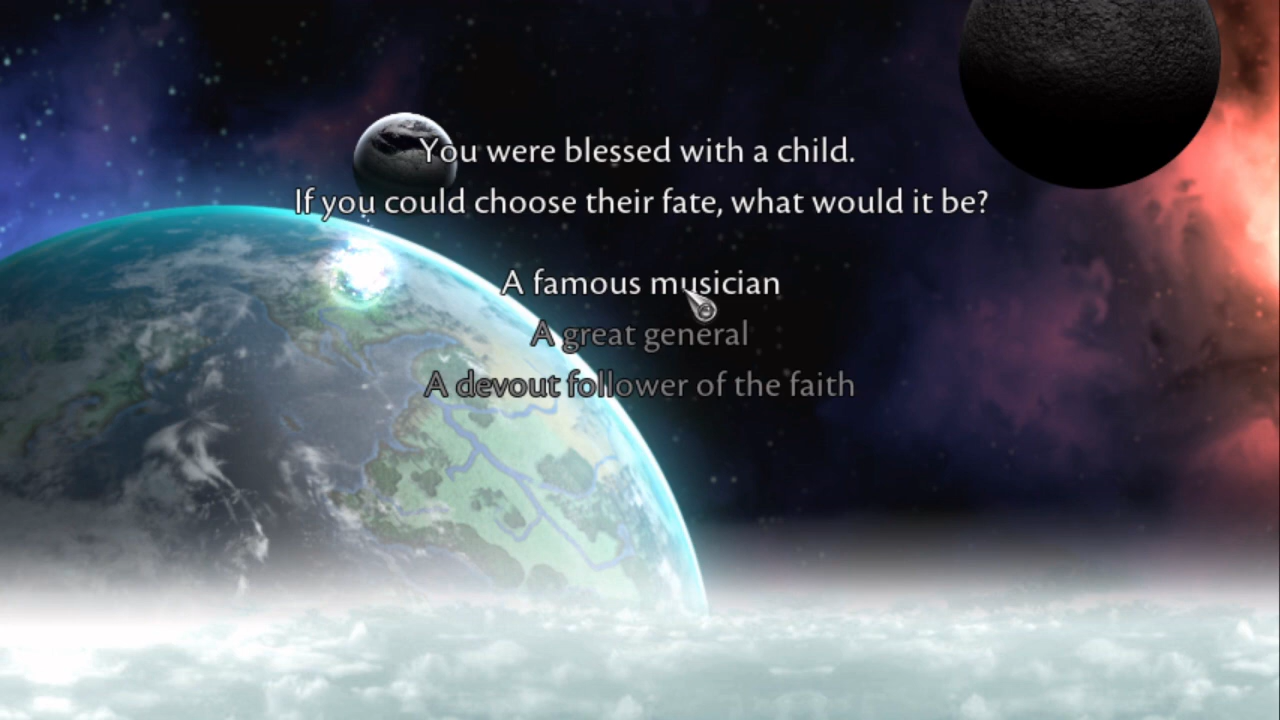 You were blessed with a child.
If you could choose their fate, what would it be?
A famous musician
A great general
A devout follower of the faith